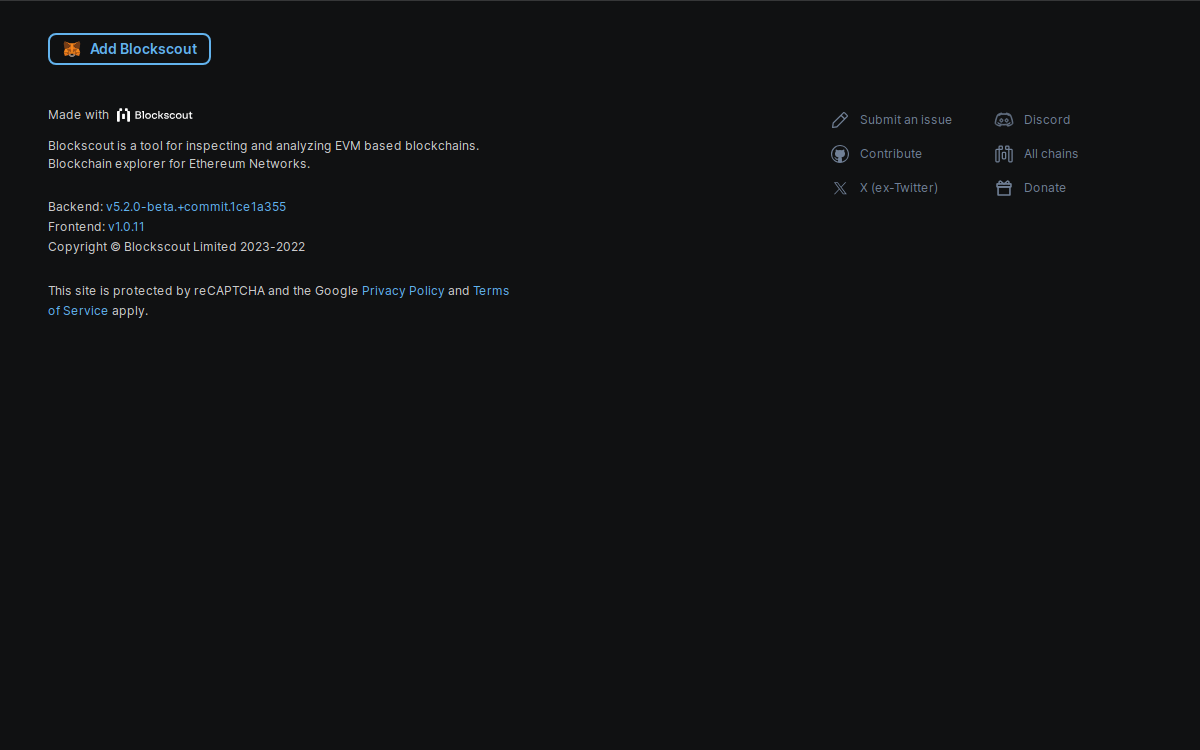 Add Blockscout
Made with Blockscout
Blockscout is a tool for inspecting and analyzing EVM based blockchains.
Blockchain explorer for Ethereum Networks.
Backend: v5.2.0-beta.+commit.1ce1a355
Frontend: v1.0.11
Copyright © Blockscout Limited 2023-2022
This site is protected by reCAPTCHA and the Google Privacy Policy and Terms
of Service apply.
Submit an issue
Contribute
X (ex-Twitter)
Discord
All chains
Donate